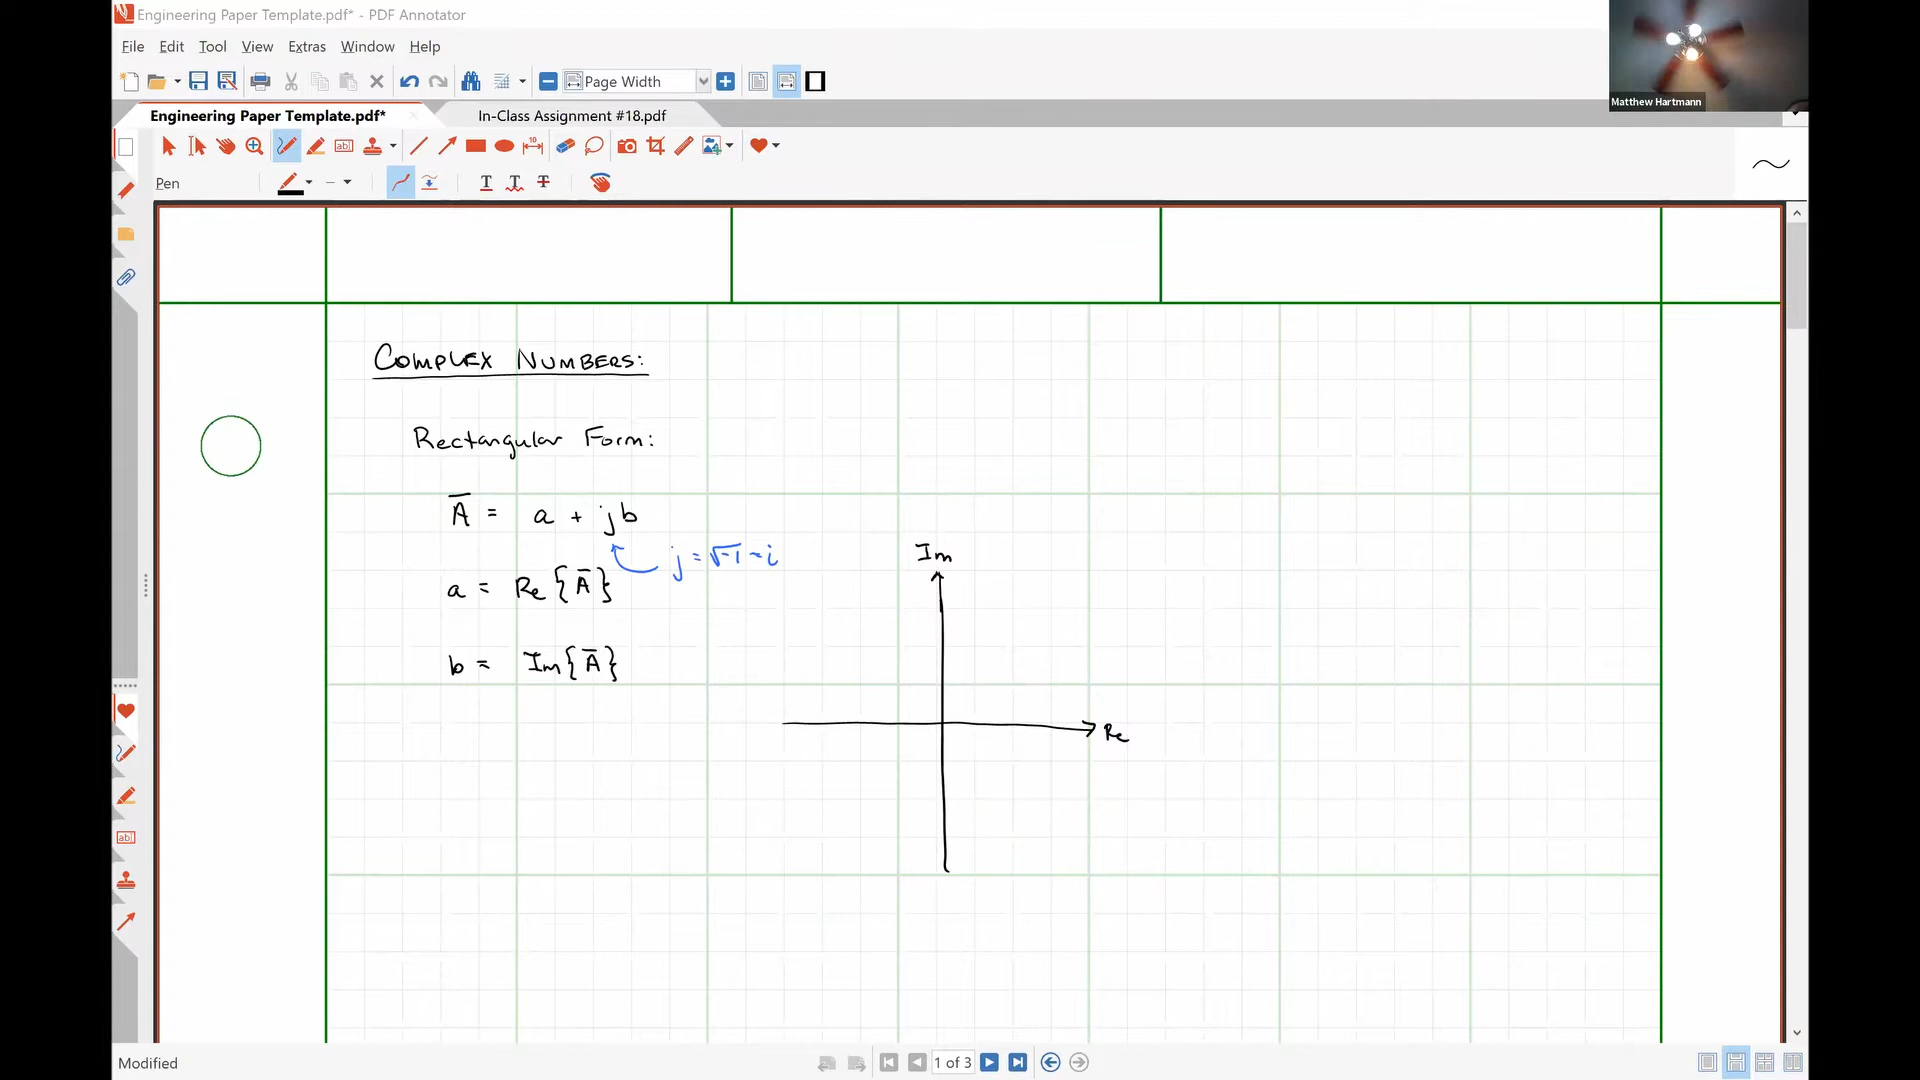 Engineering Paper Template.pdf* - PDF Annotator
File Edit Tool View Extras Window Help
Page Width
Matthew Hartmann
Engineering Paper Template.pdf* In-Class Assignment #18.pdf
Pen
COMPLEX NUMBERS:
Rectangular Form:
A̅ = a + jb
j = √-1 = i
a = Re{A̅}
b = Im{A̅}
Im
Re
Modified
1 of 3